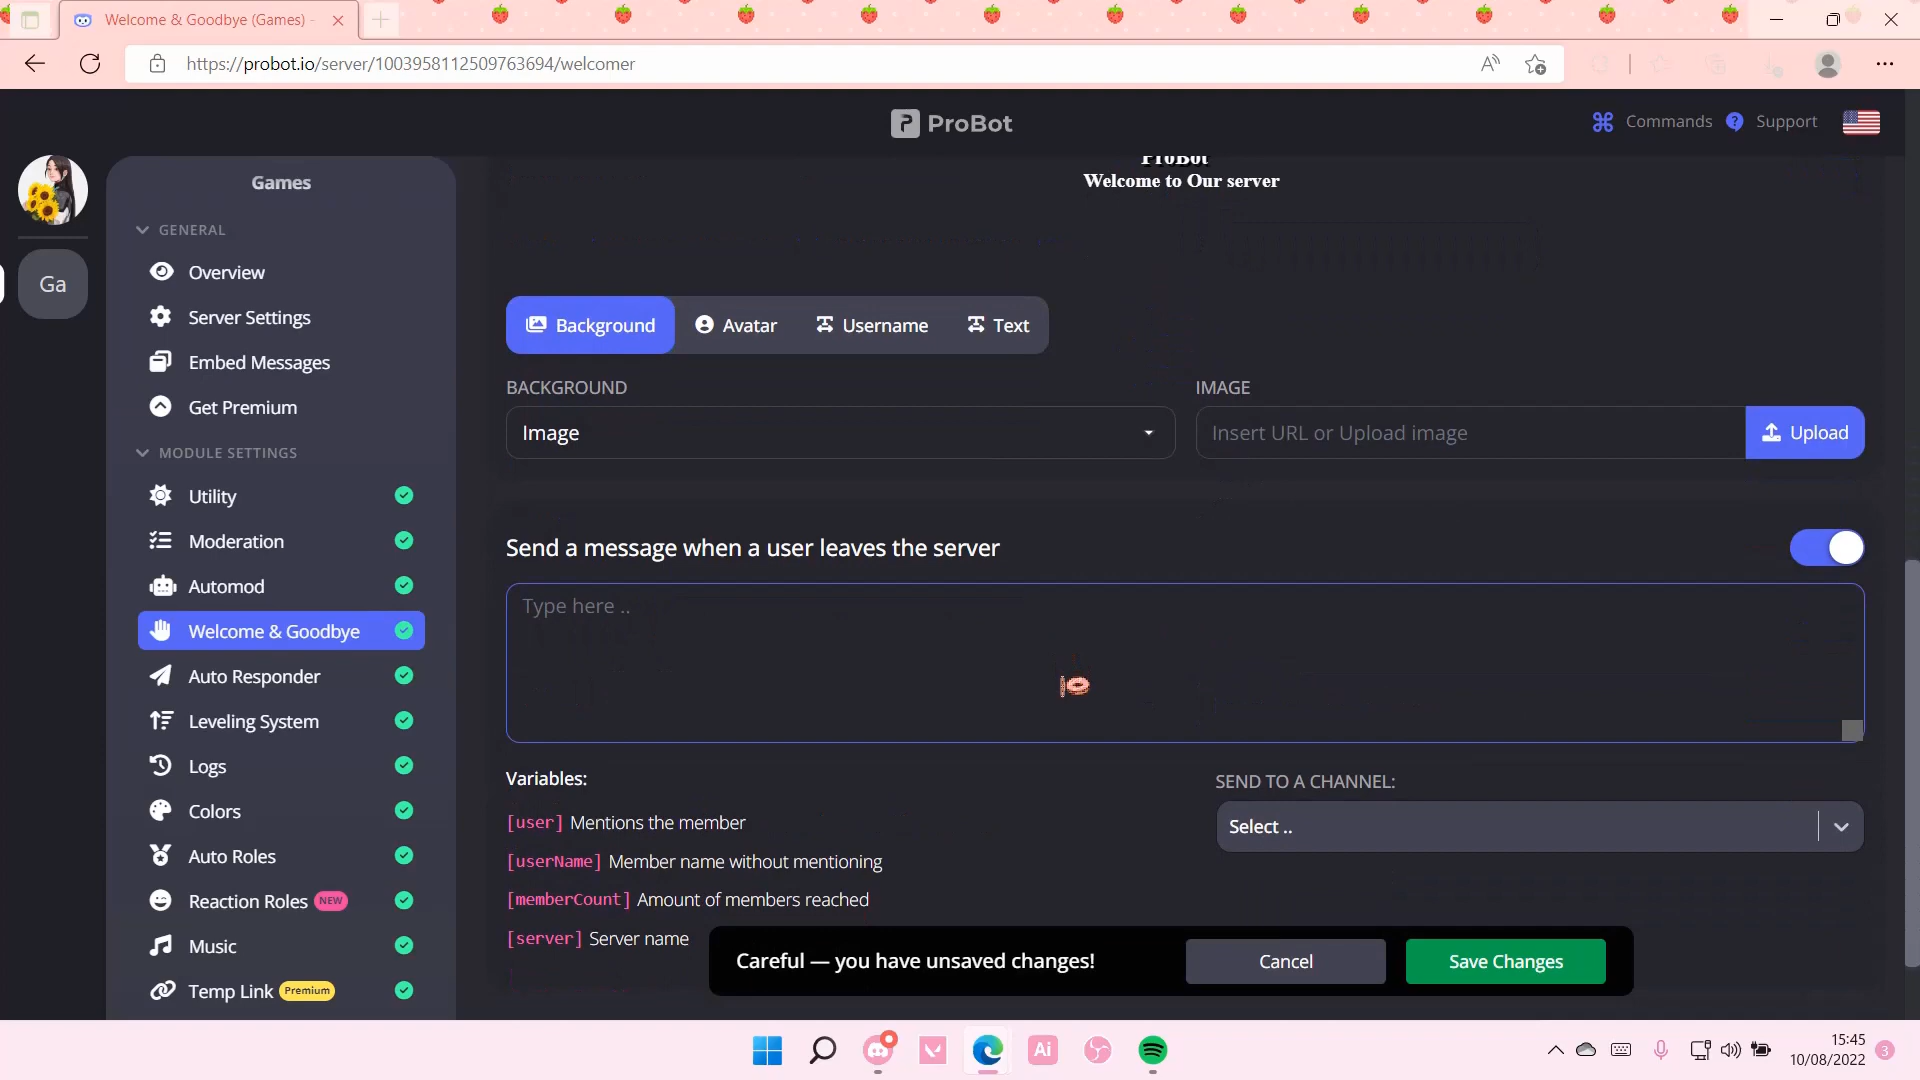 Welcome & Goodbye (Games) -
https://probot.io/server/1003958112509763694/welcomer
ProBot
Commands
Support
Games
GENERAL
Overview
Server Settings
Embed Messages
Get Premium
MODULE SETTINGS
Utility
Moderation
Automod
Welcome & Goodbye
Auto Responder
Leveling System
Logs
Colors
Auto Roles
Reaction Roles NEW
Music
Temp Link Premium
Ga
ProBot
Welcome to Our server
Background
Avatar
Username
Text
BACKGROUND
IMAGE
Image
Insert URL or Upload image
Upload
Send a message when a user leaves the server
Type here ..
Variables:
[user] Mentions the member
[userName] Member name without mentioning
[memberCount] Amount of members reached
[server] Server name
SEND TO A CHANNEL:
Select ..
Careful — you have unsaved changes!
Cancel
Save Changes
Ai
15:45
10/08/2022
3